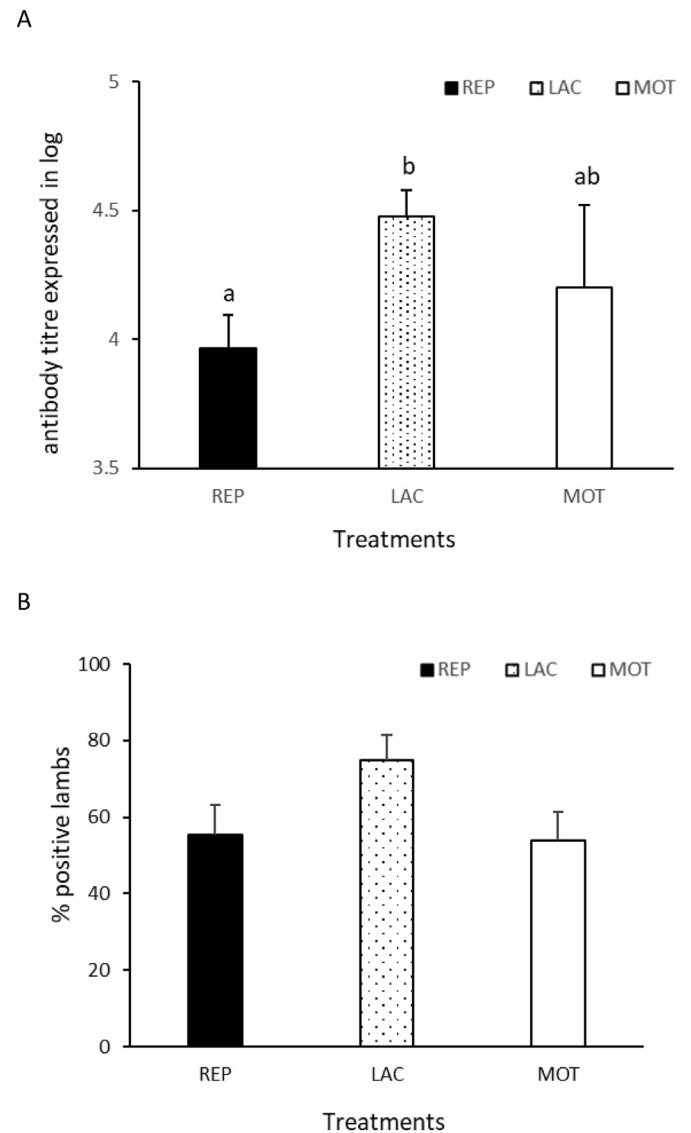 A
5
REP LAC MOT
b
ab
4.5
a
4
3.5
antibody titre expressed in log
REP LAC MOT
Treatments
B
100
REP LAC MOT
80
60
40
20
0
% positive lambs
REP LAC MOT
Treatments